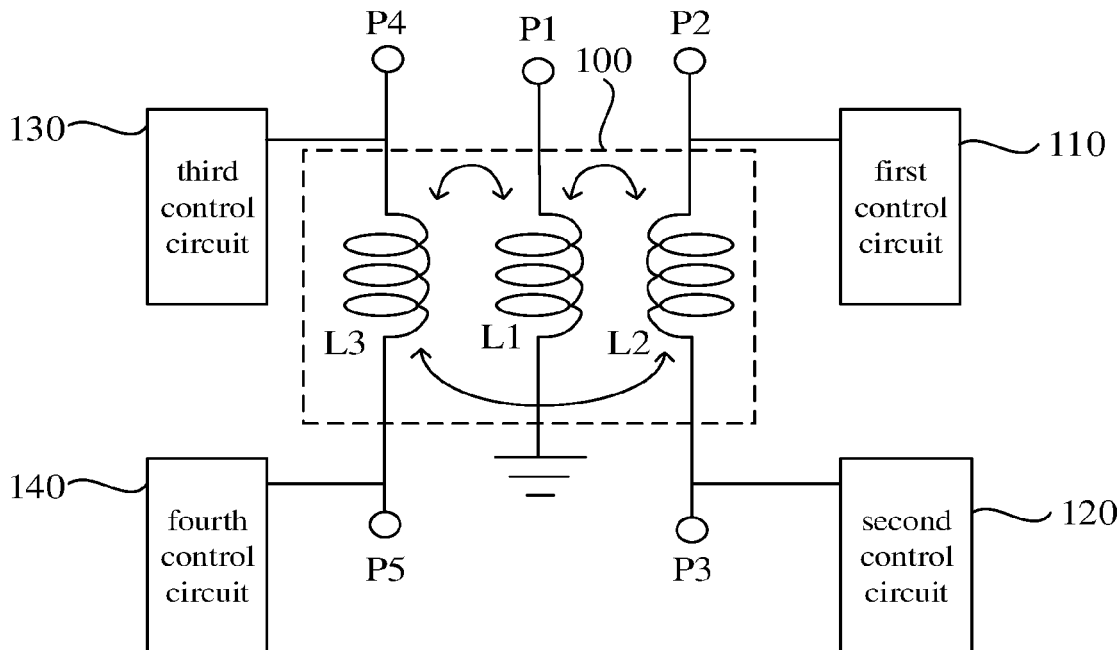 P4
P1
P2
100
130
third
control
circuit
first
control
circuit
110
L3
L1
L2
140
fourth
control
circuit
P5
P3
second
control
circuit
120